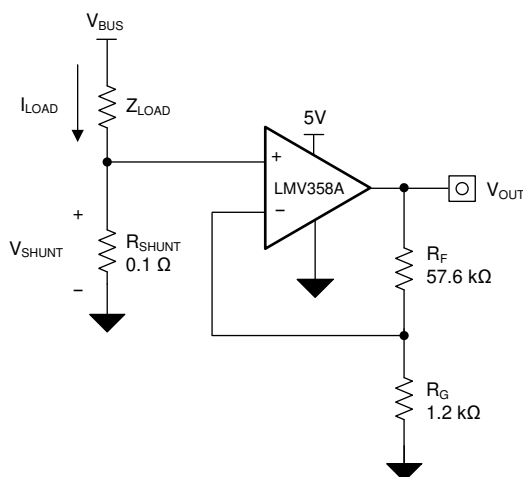 VBUS
ILOAD
ZLOAD
5V
+
LMV358A
−
VOUT
+
VSHUNT
−
RSHUNT
0.1 Ω
RF
57.6 kΩ
RG
1.2 kΩ